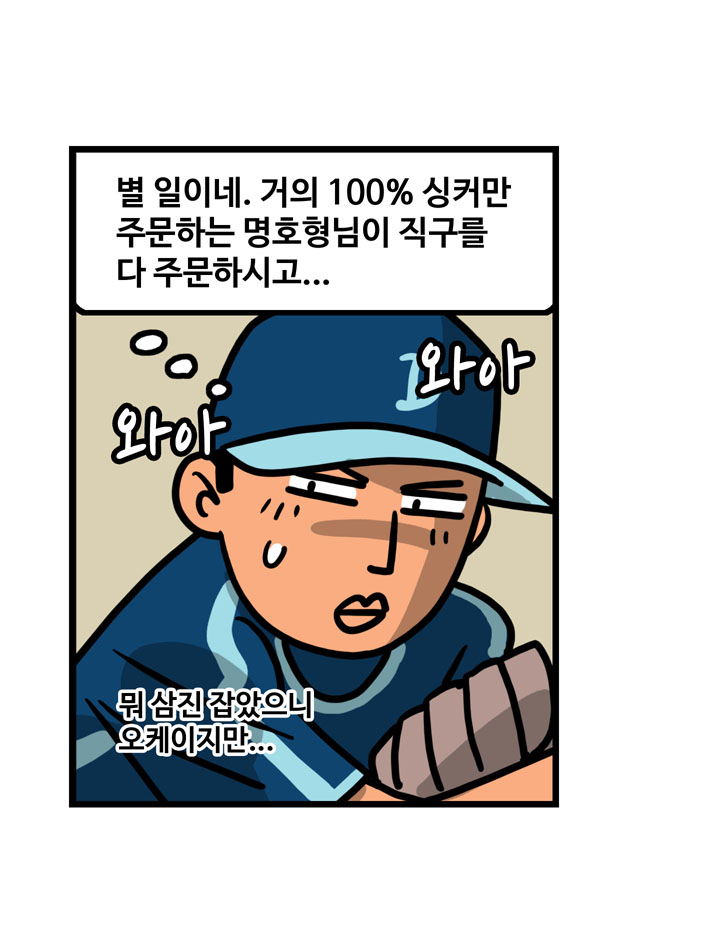 별 일이네. 거의 100% 싱커만
주문하는 명호형님이 직구를
다 주문하시고...
와아
와아
뭐 삼진 잡았으니
오케이지만...